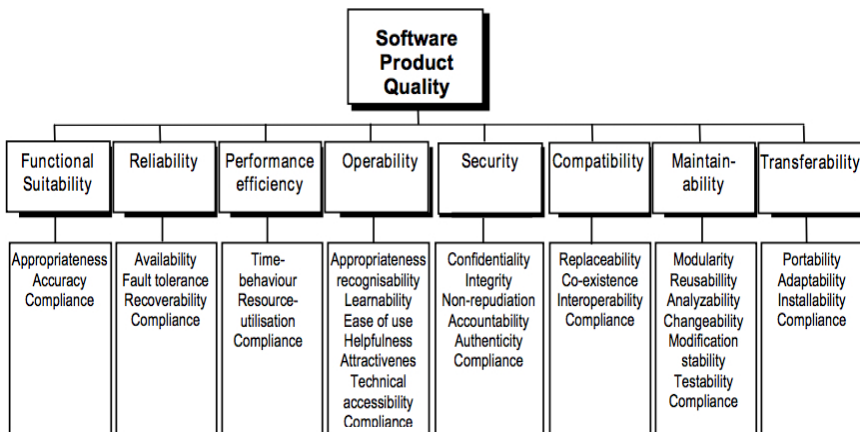 Software
Product
Quality
Functional
Suitability
Reliability
Performance
efficiency
Operability
Security
Compatibility
Maintain-
ability
Transferability
Appropriateness
Accuracy
Compliance
Availability
Fault tolerance
Recoverability
Compliance
Time-
behaviour
Resource-
utilisation
Compliance
Appropriateness
recognisability
Learnability
Ease of use
Helpfulness
Attractivenes
Technical
accessibility
Compliance
Confidentiality
Integrity
Non-repudiation
Accountability
Authenticity
Compliance
Replaceability
Co-existence
Interoperability
Compliance
Modularity
Reusability
Analyzability
Changeability
Modification
stability
Testability
Compliance
Portability
Adaptability
Installability
Compliance